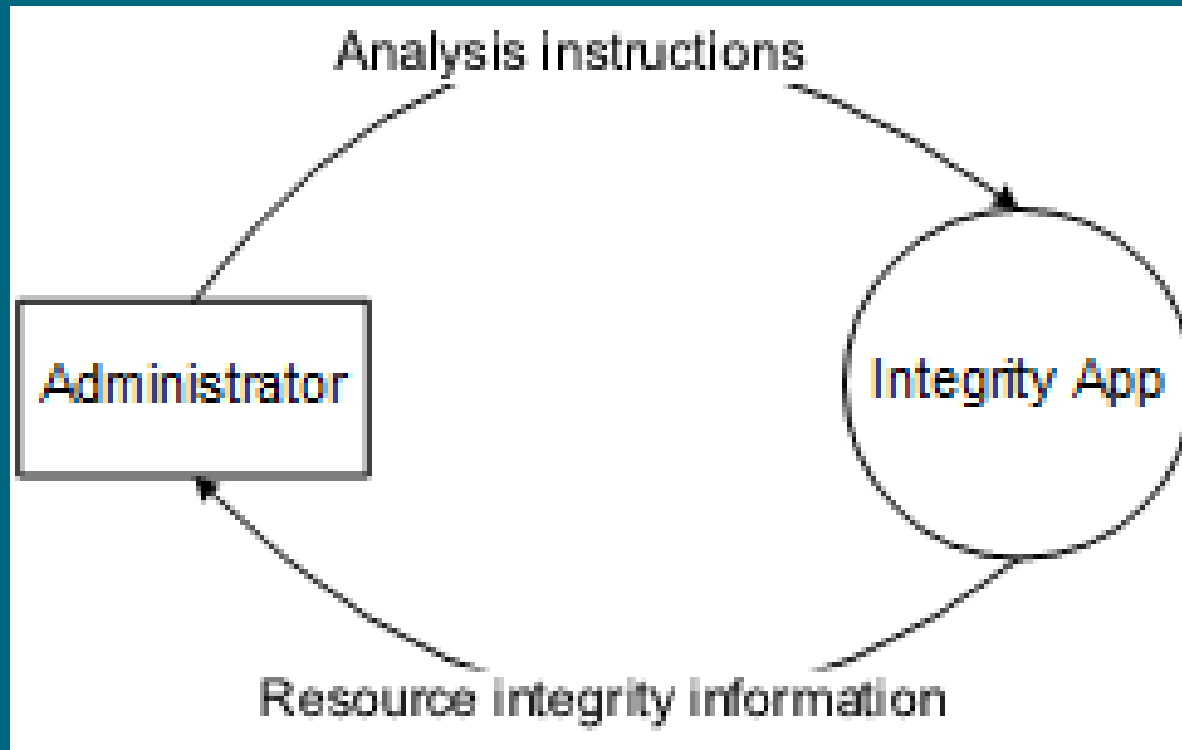 Analysis instructions
Administrator
Integrity App
Resource integrity information